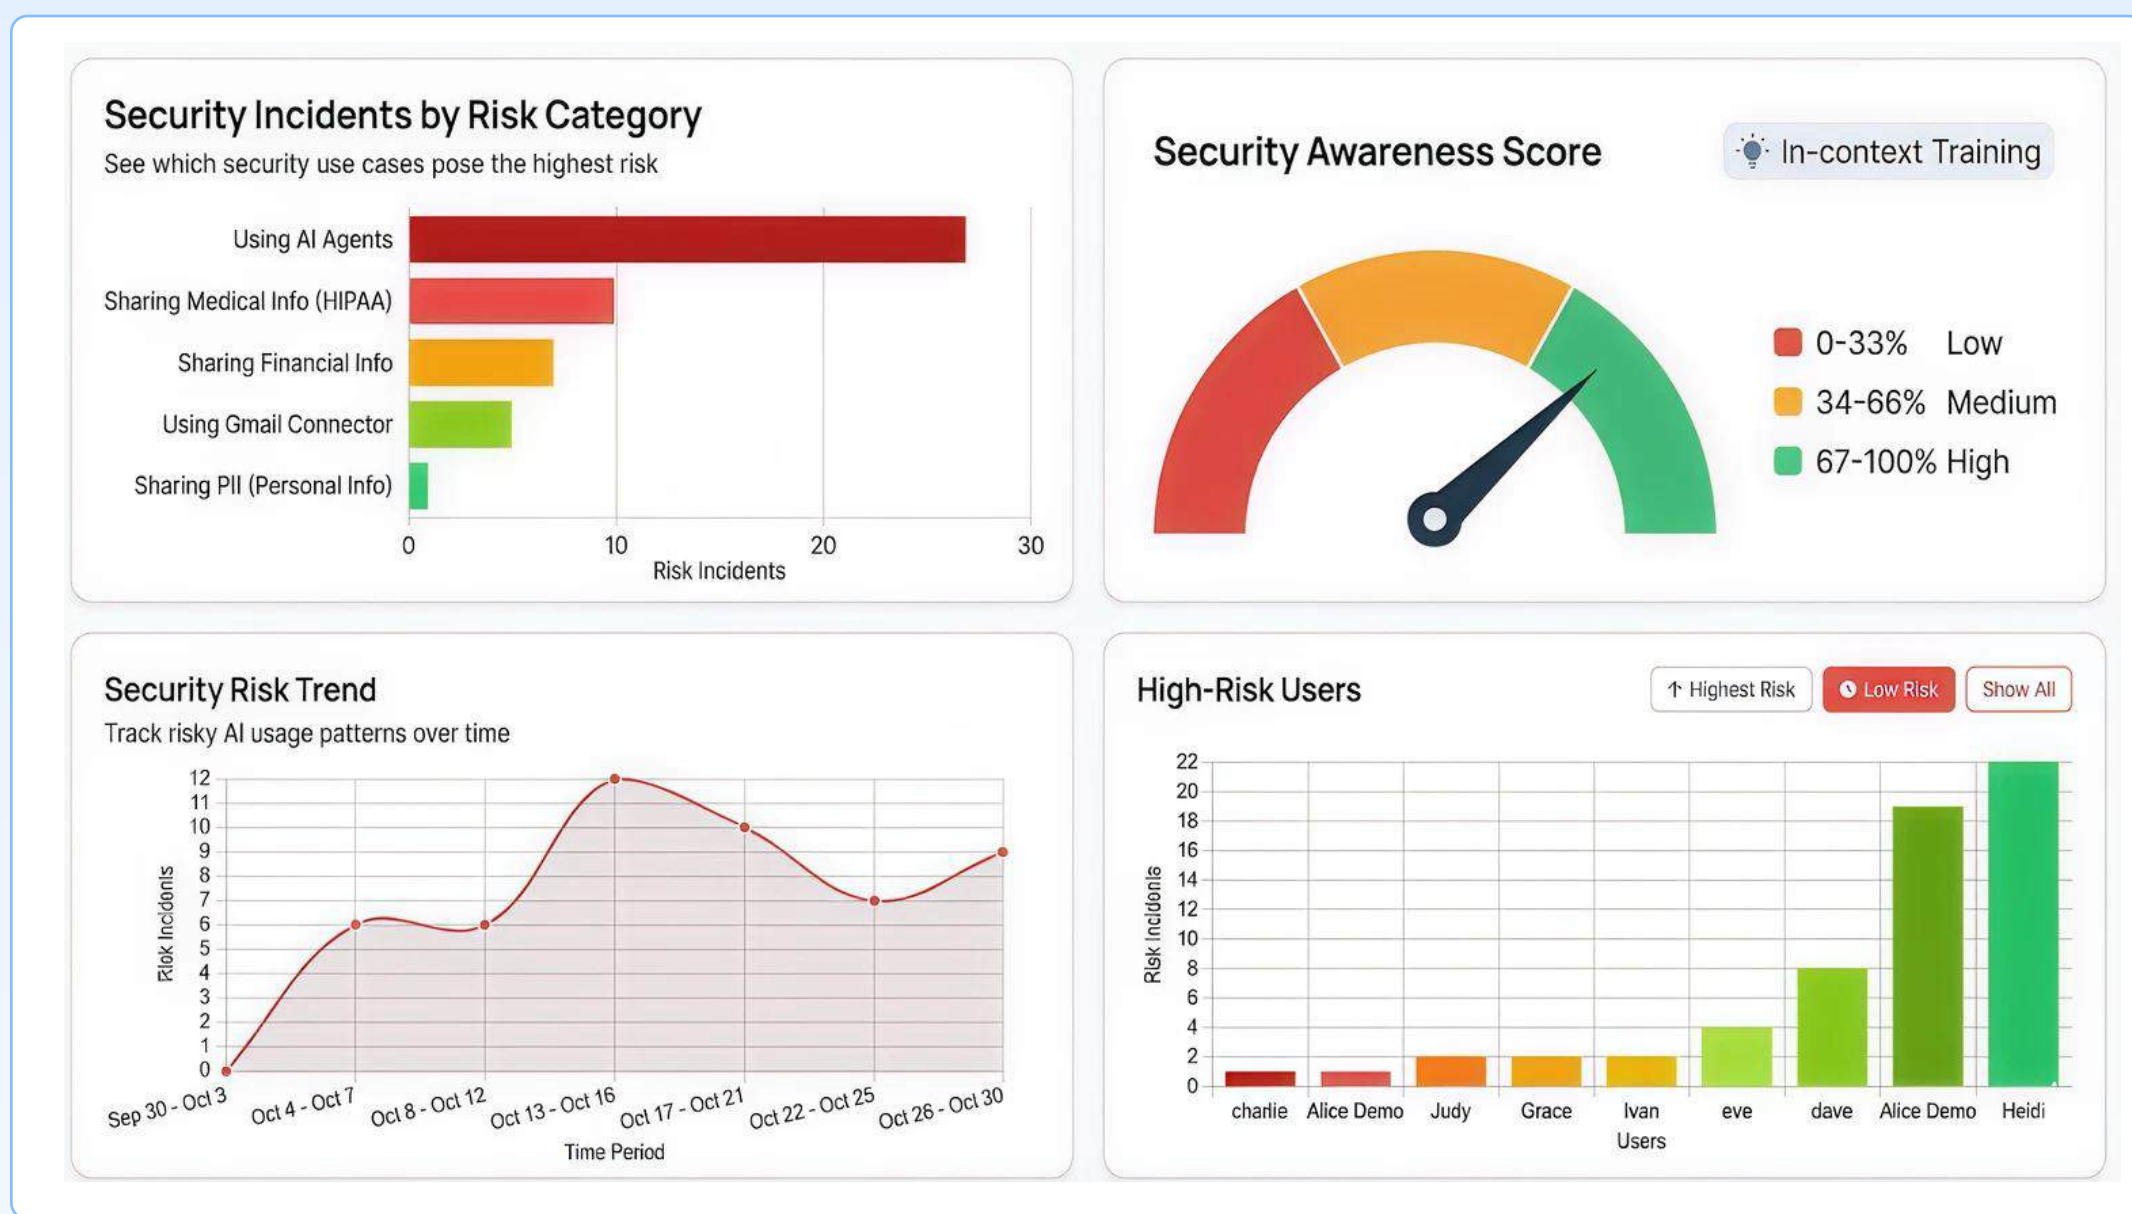 Security Incidents by Risk Category
See which security use cases pose the highest risk
Using AI Agents
Sharing Medical Info (HIPAA)
Sharing Financial Info
Using Gmail Connector
Sharing PII (Personal Info)
0 10 20 30
Risk Incidents
Security Awareness Score
In-context Training
0-33% Low
34-66% Medium
67-100% High
Security Risk Trend
Track risky AI usage patterns over time
12
11
10
9
8
7
6
5
4
3
2
1
0
Risk Incidents
Sep 30 - Oct 3 Oct 4 - Oct 7 Oct 8 - Oct 12 Oct 13 - Oct 16 Oct 17 - Oct 21 Oct 22 - Oct 25 Oct 26 - Oct 30
Time Period
High-Risk Users
↑ Highest Risk
Low Risk
Show All
22
20
18
16
14
12
10
8
6
4
2
0
Risk Incidents
charlie Alice Demo Judy Grace Ivan eve dave Alice Demo Heidi
Users